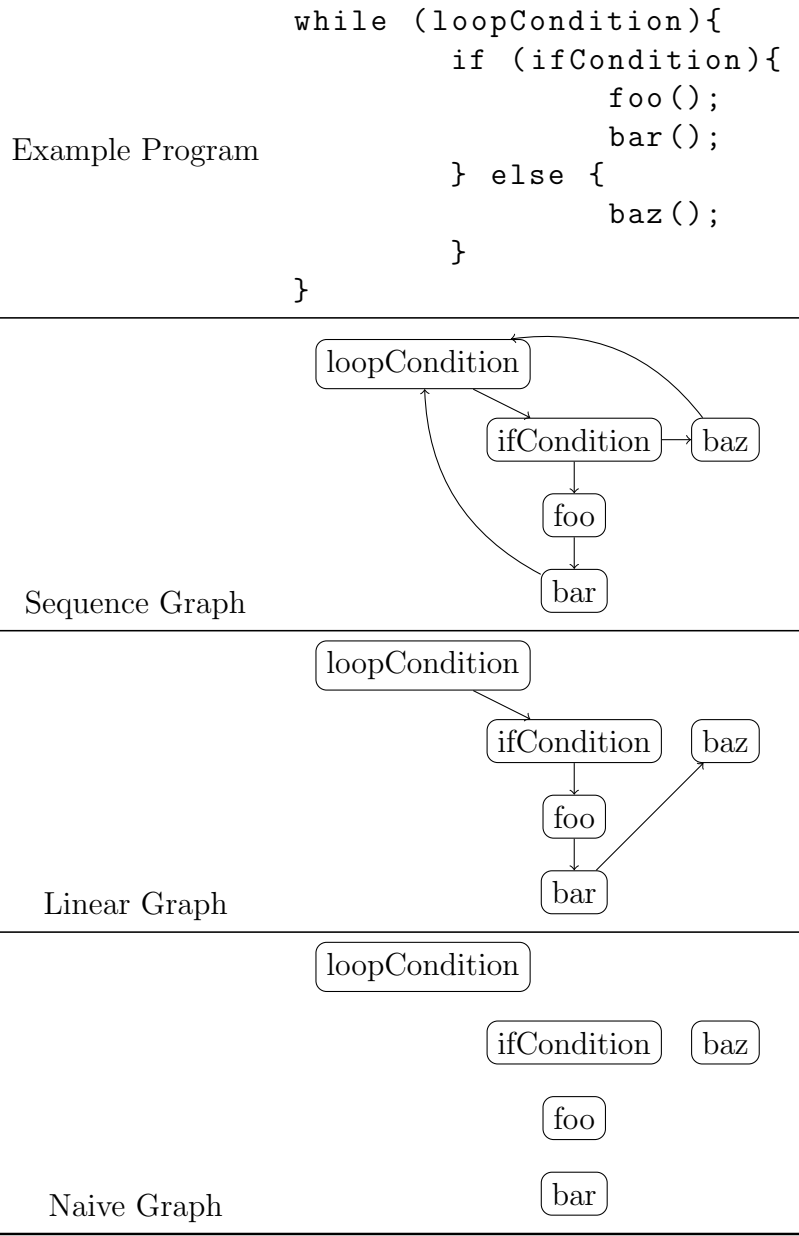 while (loopCondition){
if (ifCondition){
foo();
bar();
Example Program
} else {
baz();
}
}
loopCondition
ifCondition baz
foo
bar
Sequence Graph
loopCondition
ifCondition baz
foo
bar
Linear Graph
loopCondition
ifCondition baz
foo
bar
Naive Graph